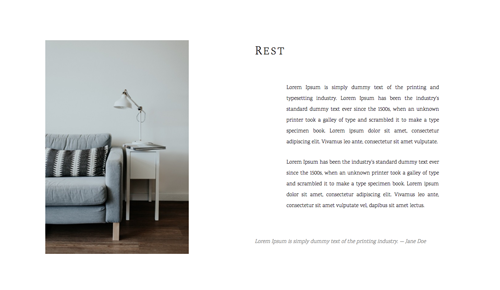 REST
Lorem Ipsum is simply dummy text of the printing and
typesetting industry. Lorem Ipsum has been the industry's
standard dummy text ever since the 1500s, when an unknown
printer took a galley of type and scrambled it to make a type
specimen book. Lorem ipsum dolor sit amet, consectetur
adipiscing elit. Vivamus leo ante, consectetur sit amet vulputate.
Lorem Ipsum has been the industry's standard dummy text ever
since the 1500s, when an unknown printer took a galley of type
and scrambled it to make a type specimen book. Lorem Ipsum
dolor sit amet, consectetur adipiscing elit. Vivamus leo ante,
consectetur sit amet vulputate vel, dapibus sit amet lectus.
Lorem Ipsum is simply dummy text of the printing industry. — Jane Doe